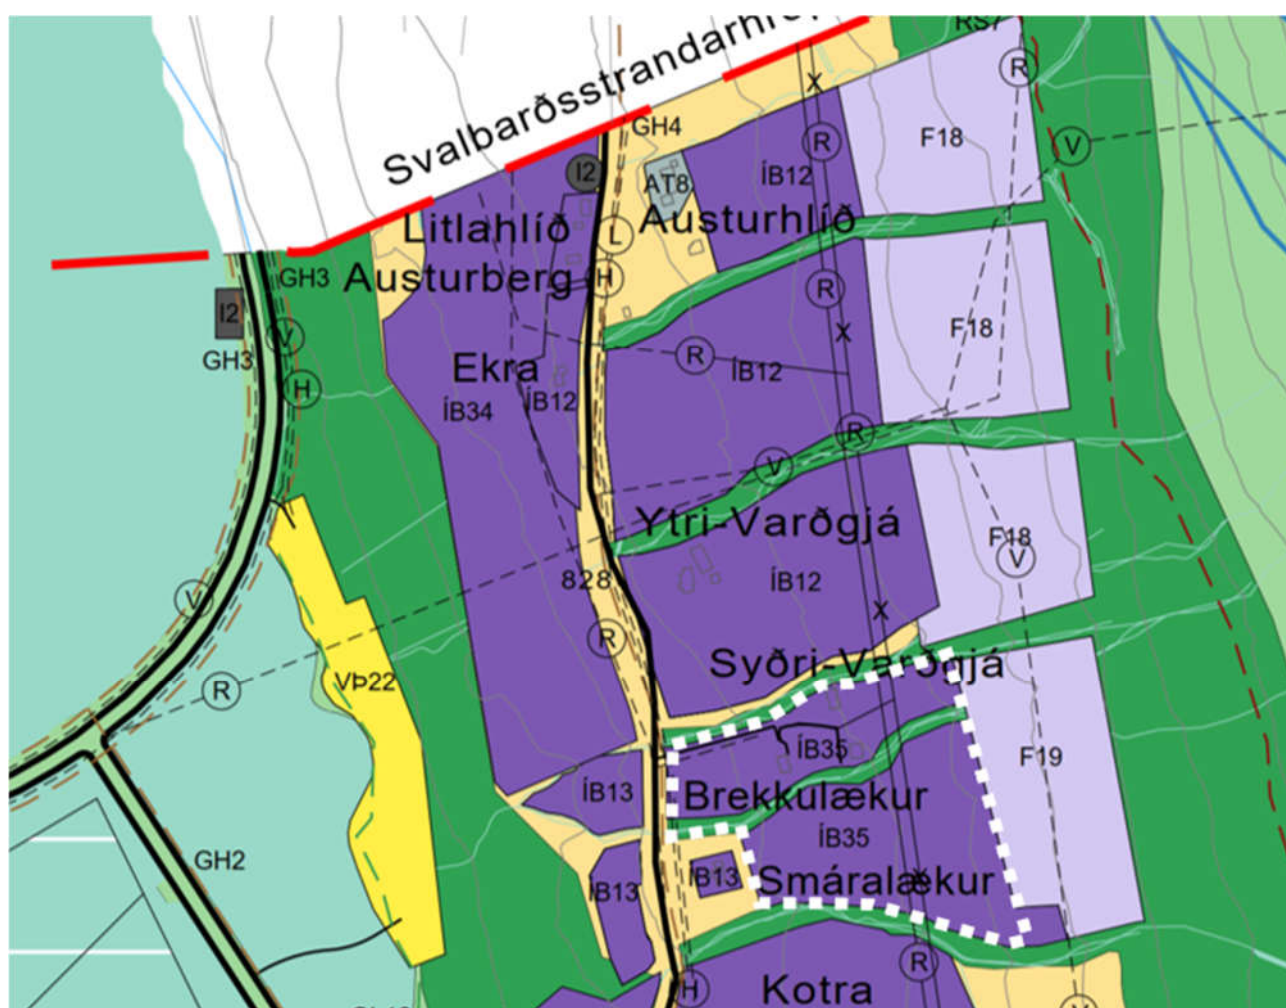 RS7
Svalbarðsstrandarhrep
R
GH4
F18
V
X
R
I2
ÍB12
AT8
Litlahlíð
Austurhlíð
L
GH3
Austurberg
H
R
I2
V
F18
X
GH3
R
Ekra
ÍB12
H
ÍB12
ÍB34
R
V
Ytri-Varðgjá
F18
V
828
ÍB12
V
X
R
Syðri-Varðgjá
R
VÞ22
ÍB35
F19
ÍB13
Brekkulækur
ÍB35
GH2
ÍB13
ÍB13
Smáralækur
X
R
H
Kotra